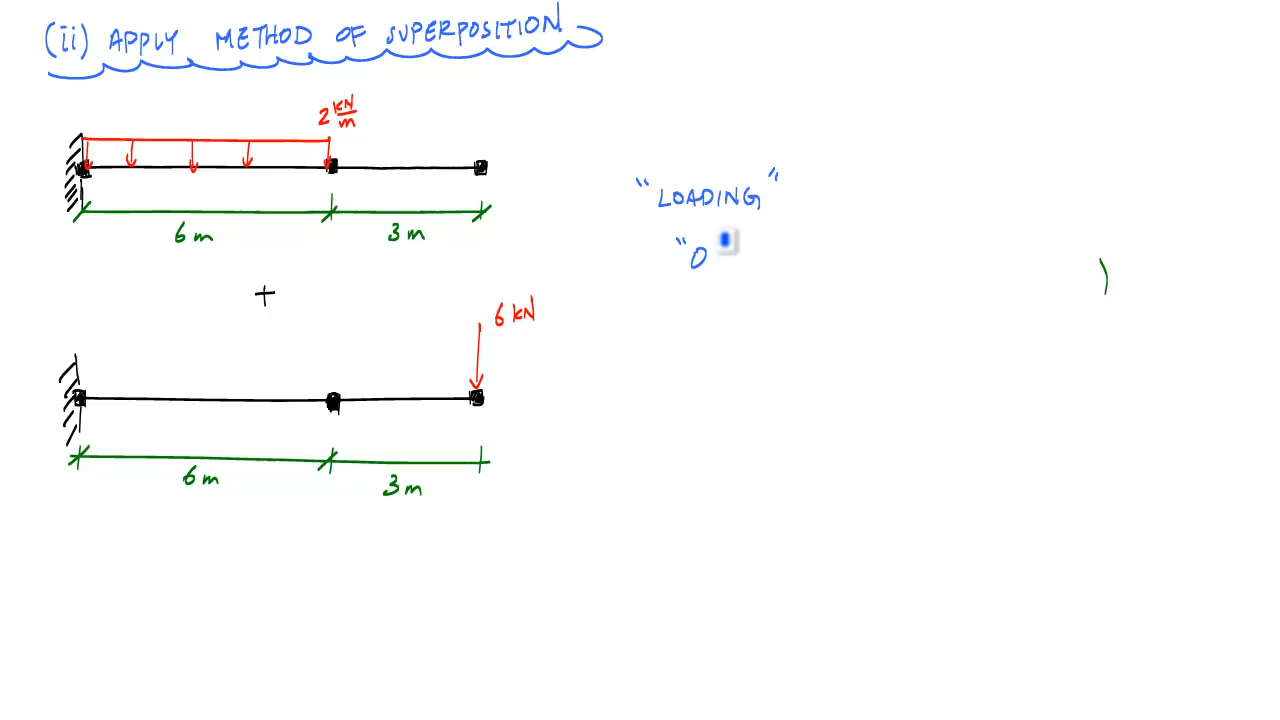 (ii) APPLY METHOD OF SUPERPOSITION
2 kN/m
6 m
3 m
"LOADING"
"O
+
6 kN
6 m
3 m
)